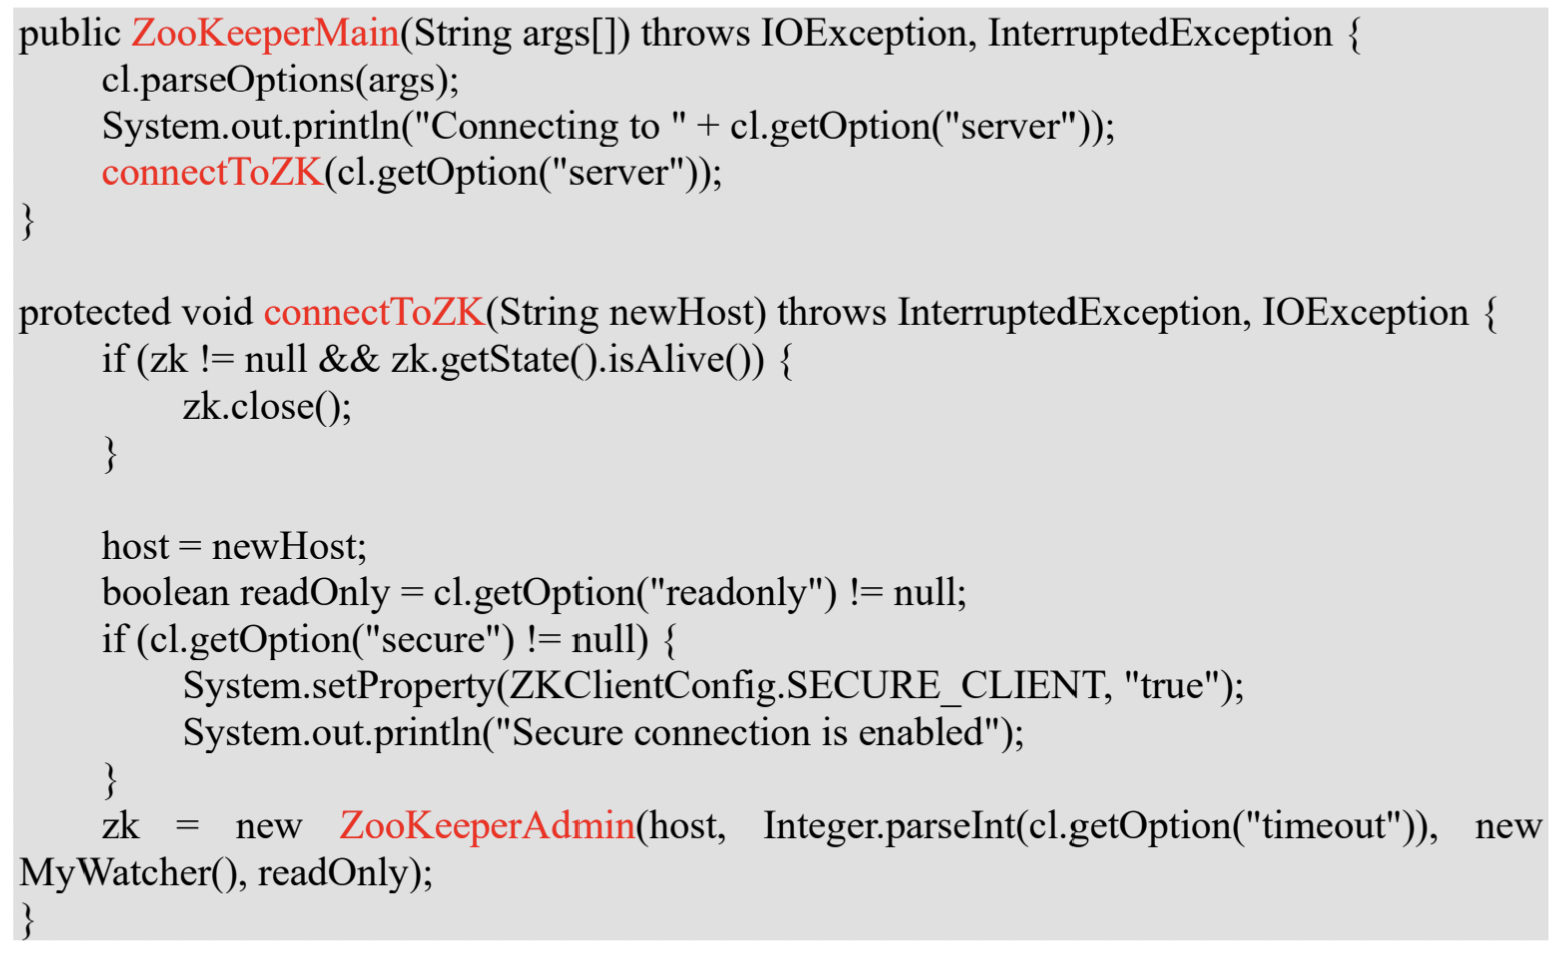 public ZooKeeperMain(String args[]) throws IOException, InterruptedException {
cl.parseOptions(args);
System.out.println("Connecting to " + cl.getOption("server"));
connectToZK(cl.getOption("server"));
}
protected void connectToZK(String newHost) throws InterruptedException, IOException {
if (zk != null && zk.getState().isAlive()) {
zk.close();
}
host = newHost;
boolean readOnly = cl.getOption("readonly") != null;
if (cl.getOption("secure") != null) {
System.setProperty(ZKClientConfig.SECURE_CLIENT, "true");
System.out.println("Secure connection is enabled");
}
zk = new ZooKeeperAdmin(host, Integer.parseInt(cl.getOption("timeout")), new
MyWatcher(), readOnly);
}